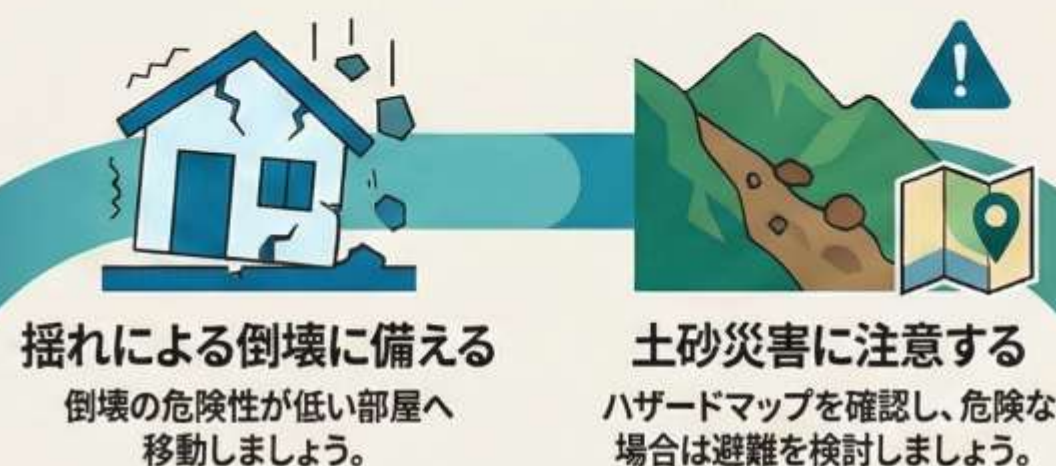 揺れによる倒壊に備える
倒壊の危険性が低い部屋へ
移動しましょう。
土砂災害に注意する
ハザードマップを確認し、危険な
場合は避難を検討しましょう。